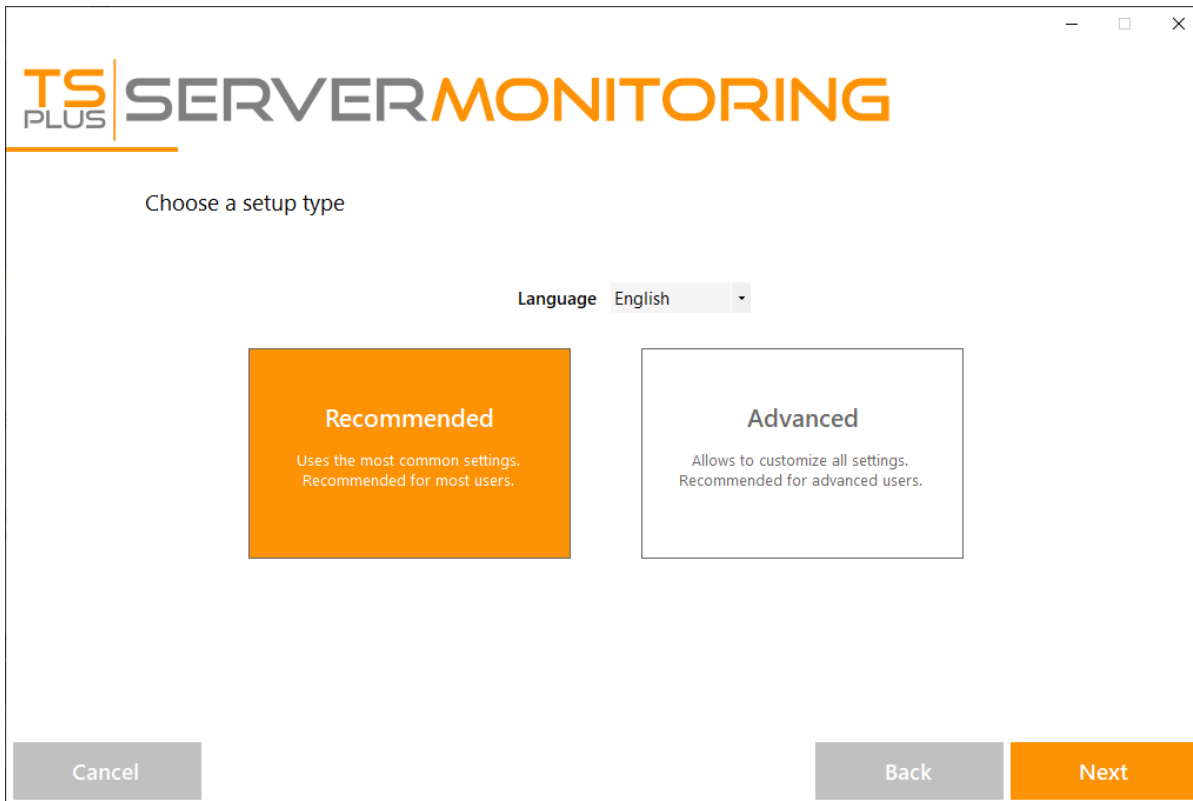 TS PLUS SERVERMONITORING
Choose a setup type
Language English
Recommended
Uses the most common settings.
Recommended for most users.
Advanced
Allows to customize all settings.
Recommended for advanced users.
Cancel
Back
Next